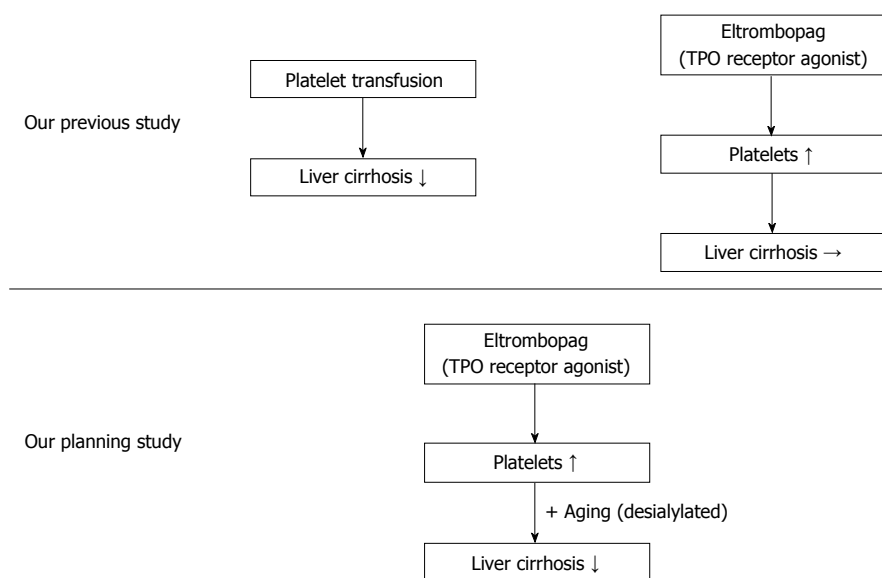 Our previous study
Platelet transfusion
Liver cirrhosis ↓
Eltrombopag
(TPO receptor agonist)
Platelets ↑
Liver cirrhosis →
Our planning study
Eltrombopag
(TPO receptor agonist)
Platelets ↑
+ Aging (desialylated)
Liver cirrhosis ↓